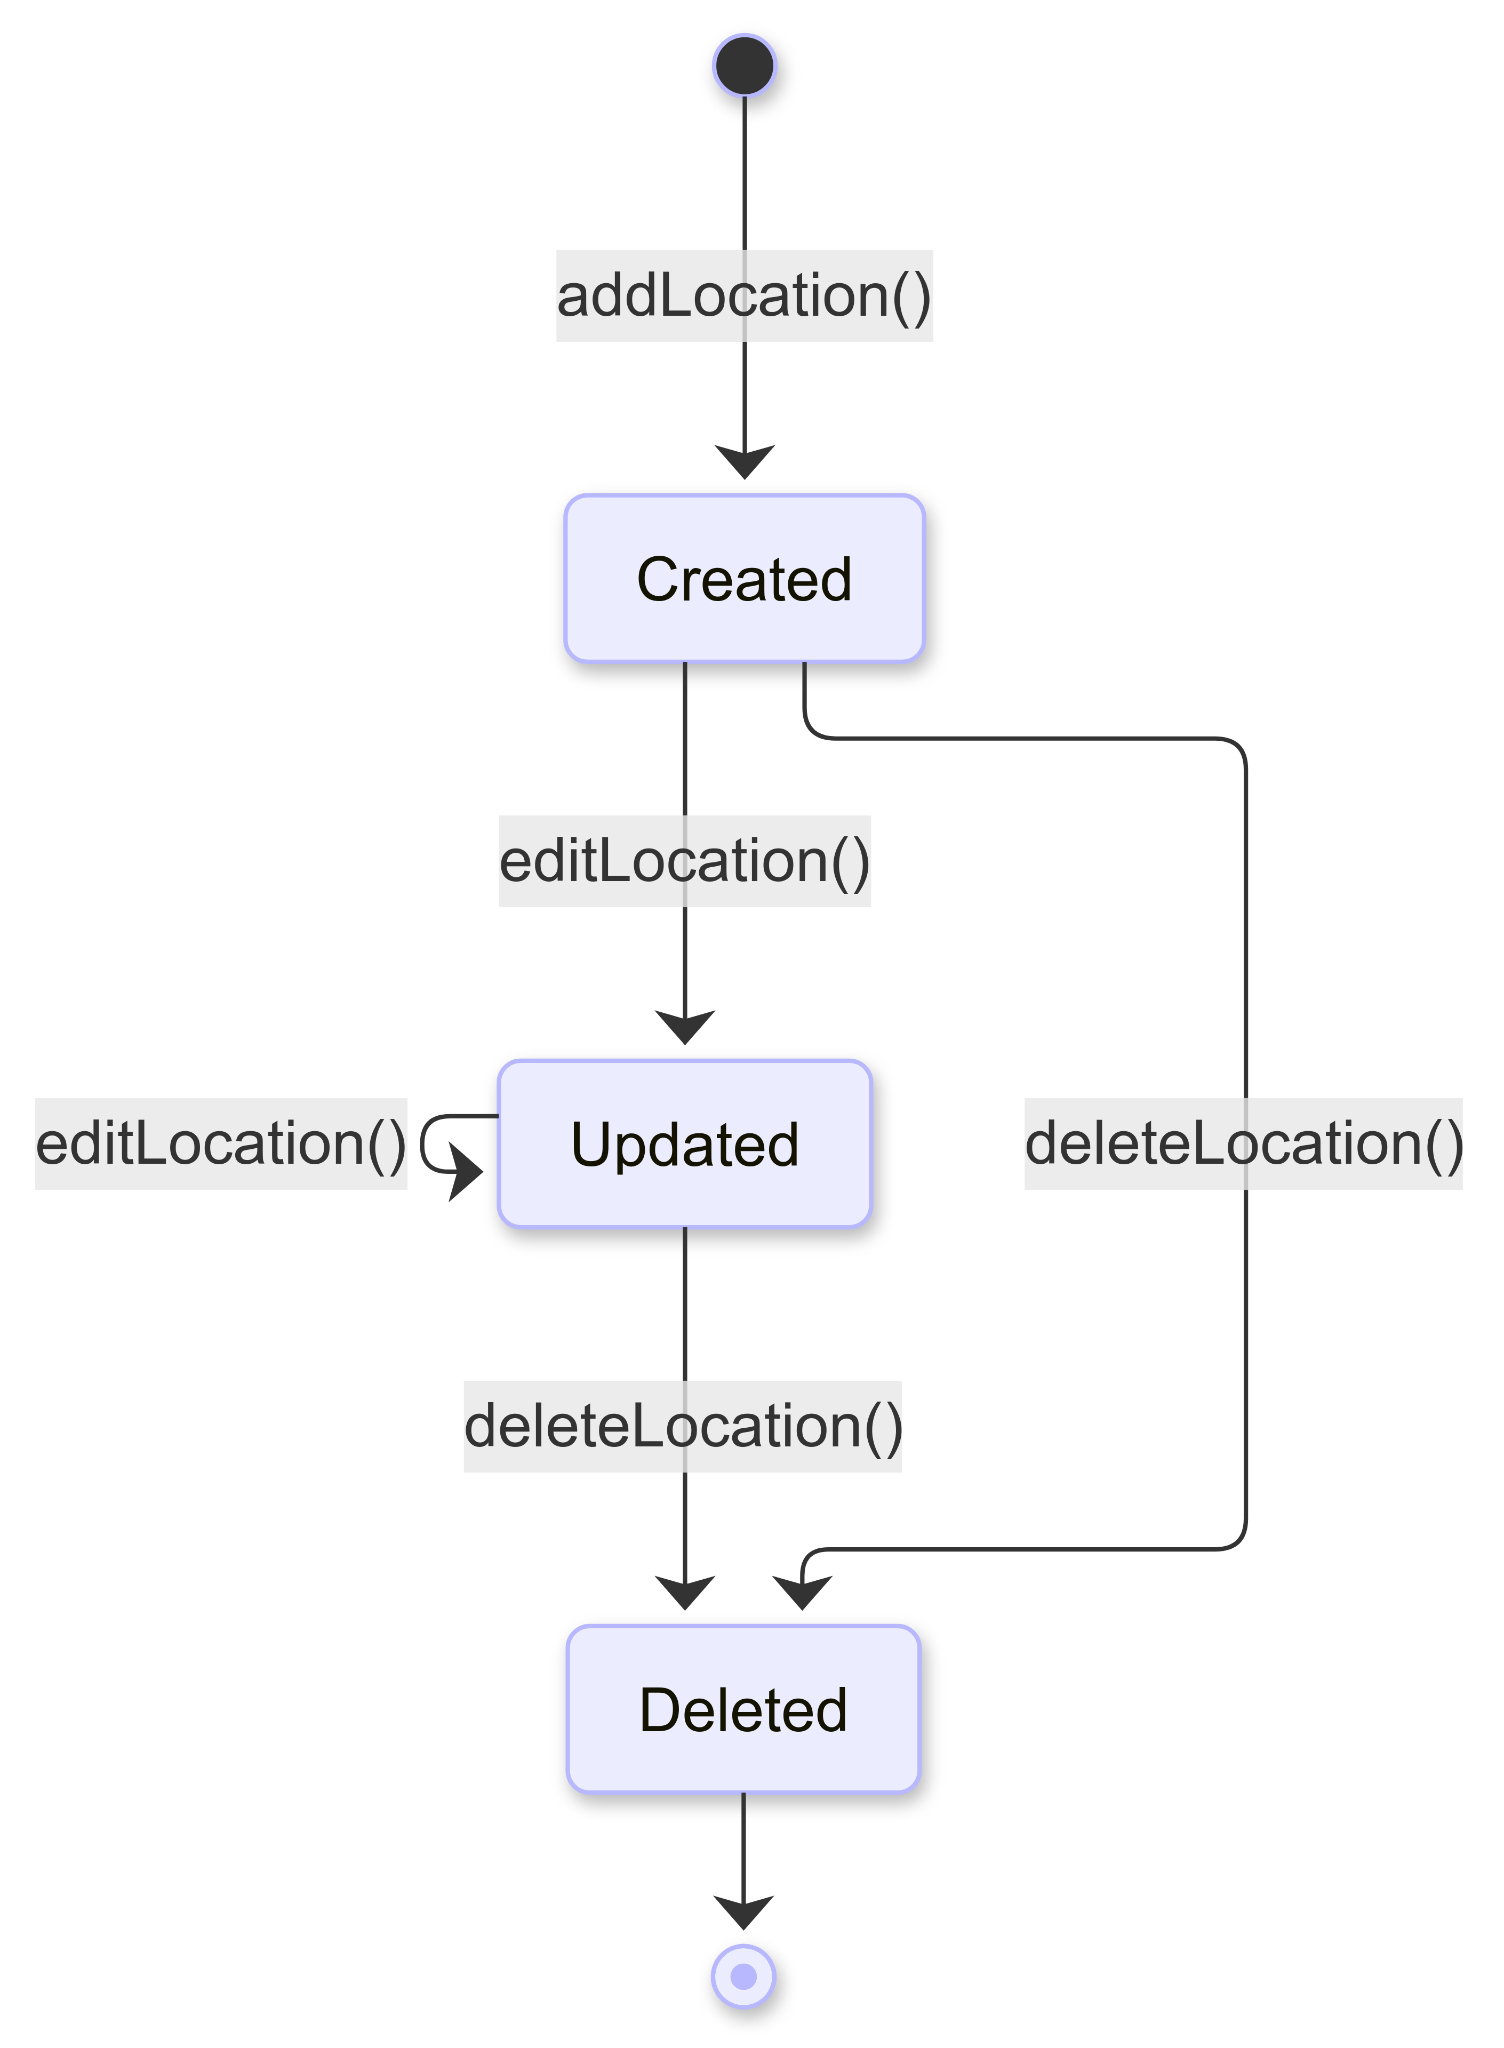 addLocation()
Created
editLocation()
editLocation()
Updated
deleteLocation()
deleteLocation()
Deleted